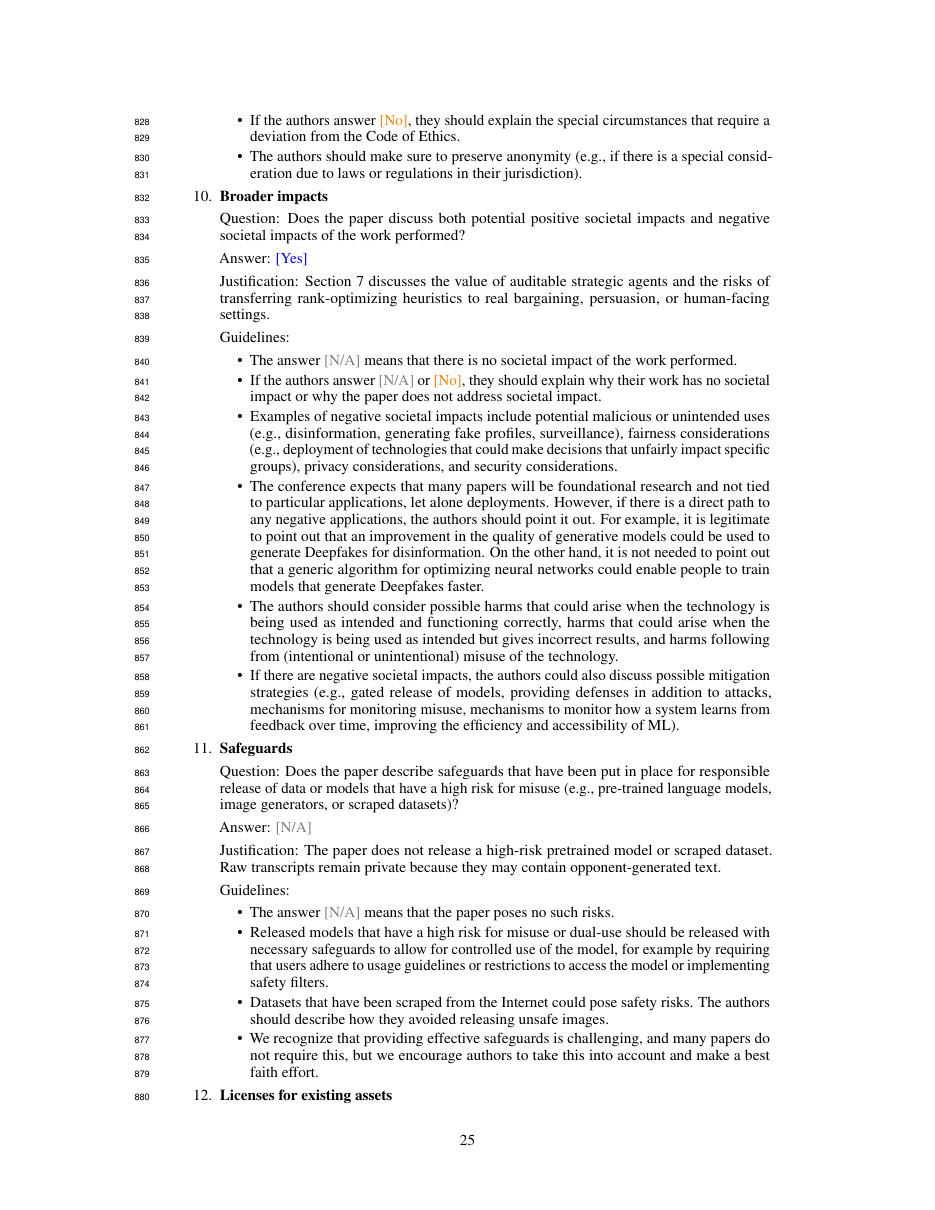 828 • If the authors answer [No], they should explain the special circumstances that require a
829 deviation from the Code of Ethics.
830 • The authors should make sure to preserve anonymity (e.g., if there is a special consid-
831 eration due to laws or regulations in their jurisdiction).
832 10. Broader impacts
833 Question: Does the paper discuss both potential positive societal impacts and negative
834 societal impacts of the work performed?
835 Answer: [Yes]
836 Justification: Section 7 discusses the value of auditable strategic agents and the risks of
837 transferring rank-optimizing heuristics to real bargaining, persuasion, or human-facing
838 settings.
839 Guidelines:
840 • The answer [N/A] means that there is no societal impact of the work performed.
841 • If the authors answer [N/A] or [No], they should explain why their work has no societal
842 impact or why the paper does not address societal impact.
843 • Examples of negative societal impacts include potential malicious or unintended uses
844 (e.g., disinformation, generating fake profiles, surveillance), fairness considerations
845 (e.g., deployment of technologies that could make decisions that unfairly impact specific
846 groups), privacy considerations, and security considerations.
847 • The conference expects that many papers will be foundational research and not tied
848 to particular applications, let alone deployments. However, if there is a direct path to
849 any negative applications, the authors should point it out. For example, it is legitimate
850 to point out that an improvement in the quality of generative models could be used to
851 generate Deepfakes for disinformation. On the other hand, it is not needed to point out
852 that a generic algorithm for optimizing neural networks could enable people to train
853 models that generate Deepfakes faster.
854 • The authors should consider possible harms that could arise when the technology is
855 being used as intended and functioning correctly, harms that could arise when the
856 technology is being used as intended but gives incorrect results, and harms following
857 from (intentional or unintentional) misuse of the technology.
858 • If there are negative societal impacts, the authors could also discuss possible mitigation
859 strategies (e.g., gated release of models, providing defenses in addition to attacks,
860 mechanisms for monitoring misuse, mechanisms to monitor how a system learns from
861 feedback over time, improving the efficiency and accessibility of ML).
862 11. Safeguards
863 Question: Does the paper describe safeguards that have been put in place for responsible
864 release of data or models that have a high risk for misuse (e.g., pre-trained language models,
865 image generators, or scraped datasets)?
866 Answer: [N/A]
867 Justification: The paper does not release a high-risk pretrained model or scraped dataset.
868 Raw transcripts remain private because they may contain opponent-generated text.
869 Guidelines:
870 • The answer [N/A] means that the paper poses no such risks.
871 • Released models that have a high risk for misuse or dual-use should be released with
872 necessary safeguards to allow for controlled use of the model, for example by requiring
873 that users adhere to usage guidelines or restrictions to access the model or implementing
874 safety filters.
875 • Datasets that have been scraped from the Internet could pose safety risks. The authors
876 should describe how they avoided releasing unsafe images.
877 • We recognize that providing effective safeguards is challenging, and many papers do
878 not require this, but we encourage authors to take this into account and make a best
879 faith effort.
880 12. Licenses for existing assets
25